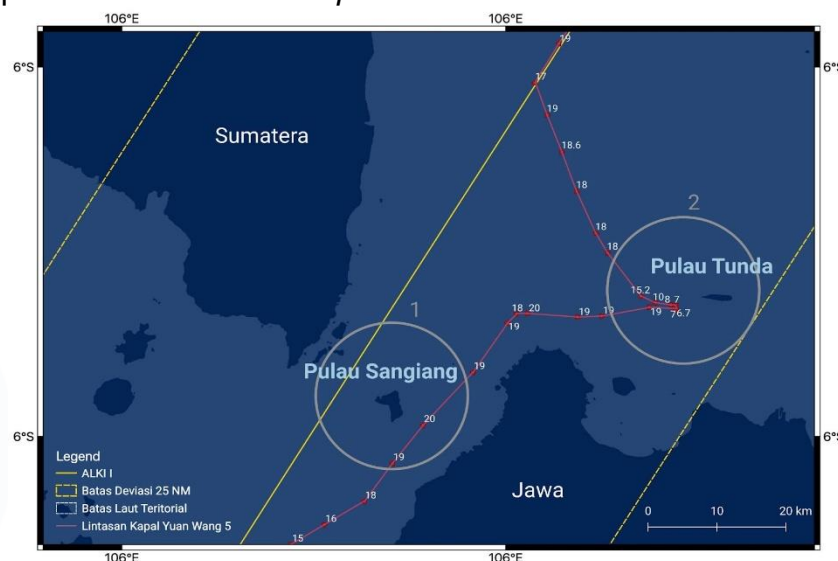 106°E 106°E
6°S 6°S
19
17
19
Sumatera
18.6
18
2
18
18
Pulau Tunda
15.2 10 8 7
1
18 20 19 19 19 7 6.7
19
Pulau Sangiang
19
20
6°S 6°S
19
Legend
ALKI I
Batas Deviasi 25 NM
Jawa
18
Batas Laut Teritorial
0 10 20 km
16
Lintasan Kapal Yuan Wang 5
15
106°E 106°E